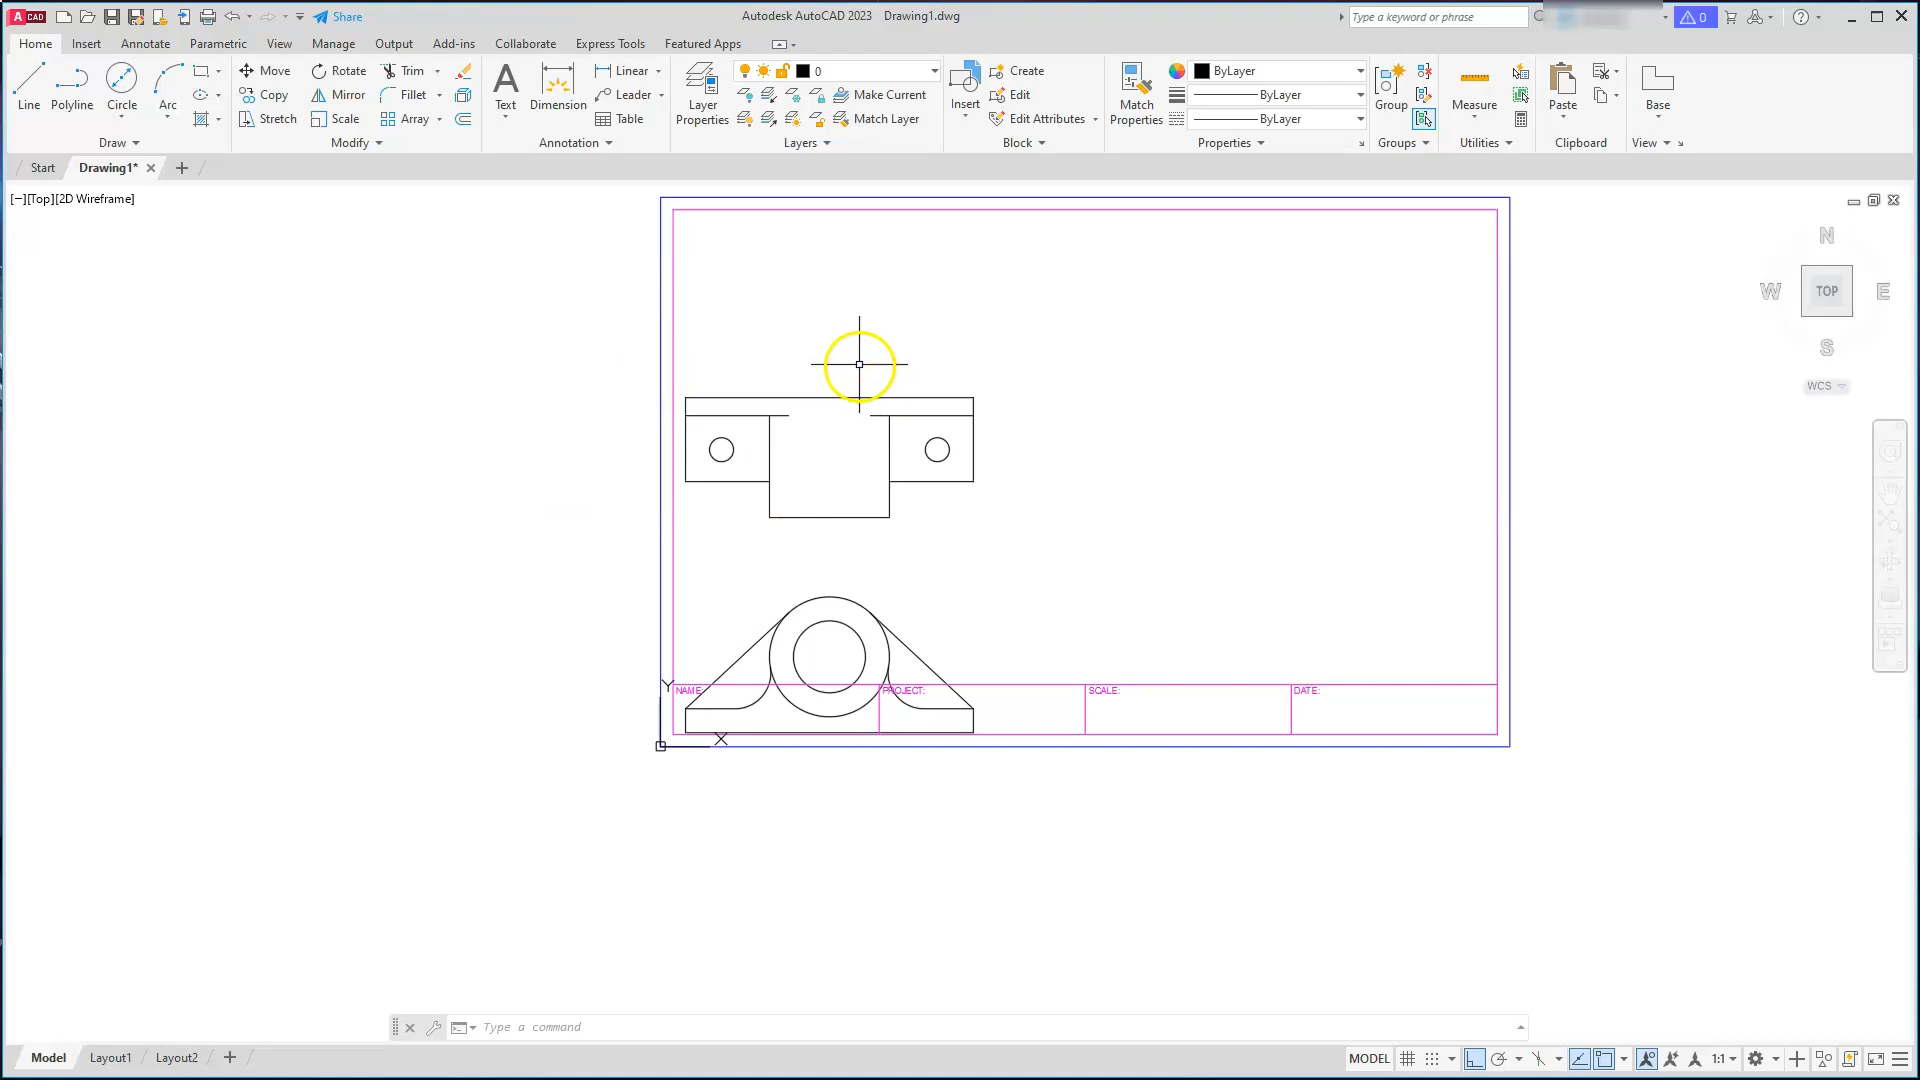 A CAD
Share
Autodesk AutoCAD 2023 Drawing1.dwg
Type a keyword or phrase
0
Home Insert Annotate Parametric View Manage Output Add-ins Collaborate Express Tools Featured Apps
Line
Polyline
Circle
Arc
Draw
Move Rotate Trim
Copy Mirror Fillet
Stretch Scale Array
Modify
A
Text
Dimension
Linear
Leader
Table
Annotation
Layer
Properties
0
Make Current
Match Layer
Layers
Insert
Create
Edit
Edit Attributes
Block
Match
Properties
ByLayer
ByLayer
ByLayer
Properties
Group
Groups
Measure
Utilities
Paste
Clipboard
Base
View
Start Drawing1*
[−][Top][2D Wireframe]
N
W TOP E
S
WCS
Y
X
NAME: PROJECT: SCALE: DATE:
Type a command
Model Layout1 Layout2
MODEL
1:1